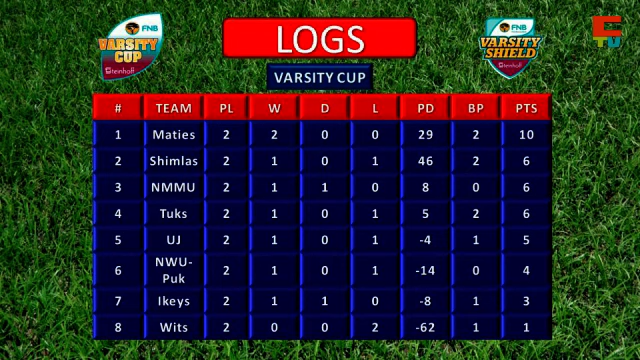 FNB
VARSITY
CUP
Steinhoff
LOGS
FNB
VARSITY
SHIELD
Steinhoff
VARSITY CUP
# TEAM PL W D L PD BP PTS
1 Maties 2 2 0 0 29 2 10
2 Shimlas 2 1 0 1 46 2 6
3 NMMU 2 1 1 0 8 0 6
4 Tuks 2 1 0 1 5 2 6
5 UJ 2 1 0 1 -4 1 5
6 NWU-
Puk 2 1 0 1 -14 0 4
7 Ikeys 2 1 1 0 -8 1 3
8 Wits 2 0 0 2 -62 1 1